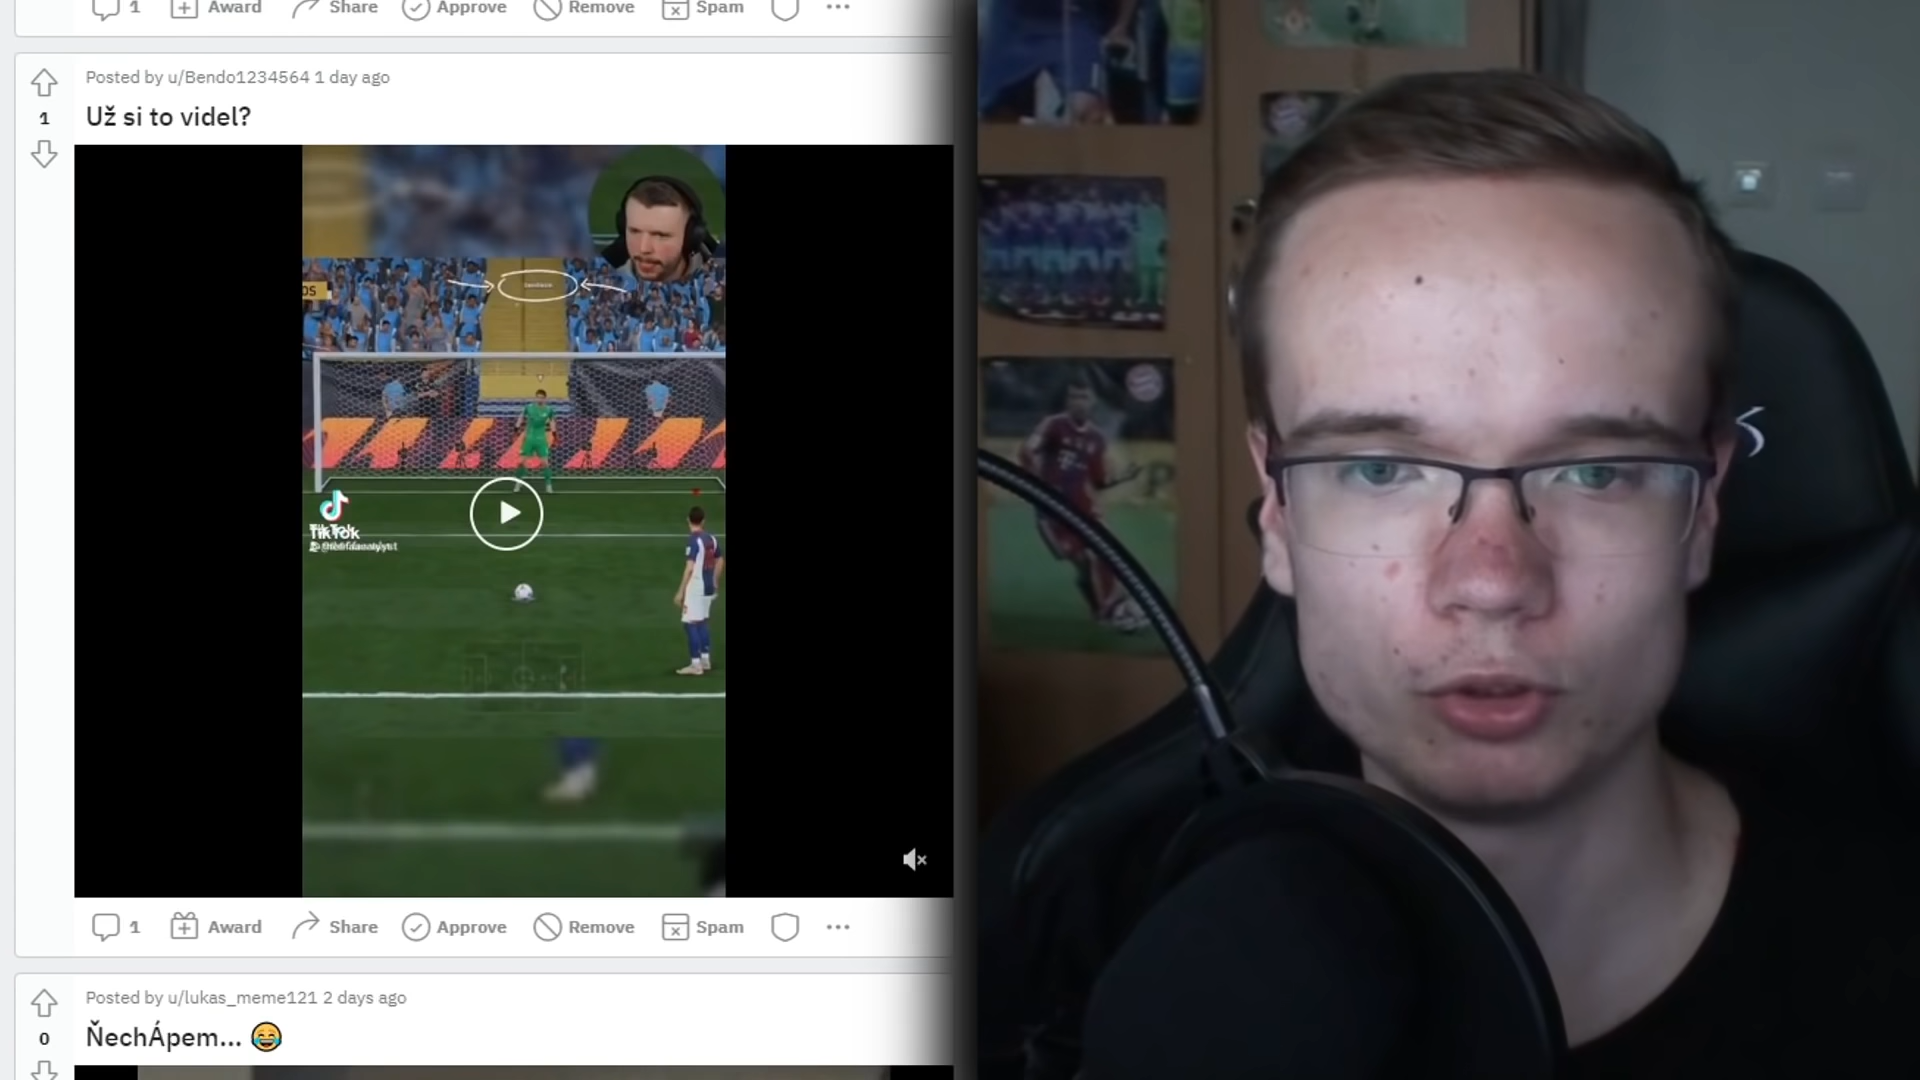 1 Award Share Approve Remove Spam
Posted by u/Bendo1234564 1 day ago
1
Už si to videl?
OS
TikTok
1 Award Share Approve Remove Spam
Posted by u/lukas_meme121 2 days ago
0
ŇechÁpem... 😂